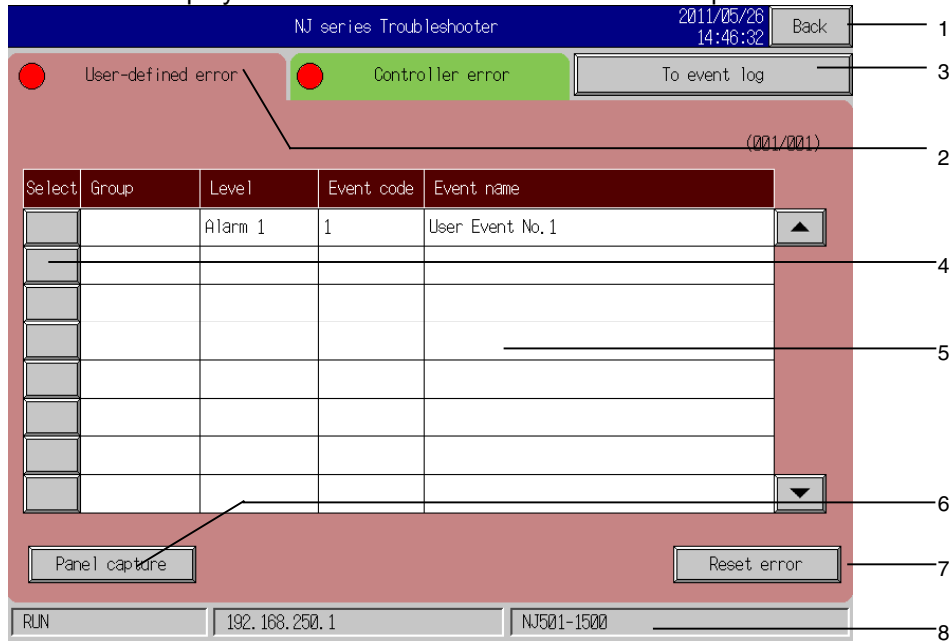 NJ series Troubleshooter 2011/05/26 14:46:32 Back 1
User-defined error Controller error To event log 3
(001/001) 2
Select Group Level Event code Event name
Alarm 1 1 User Event No.1
4
5
6
Panel capture Reset error 7
RUN 192.168.250.1 NJ501-1500 8